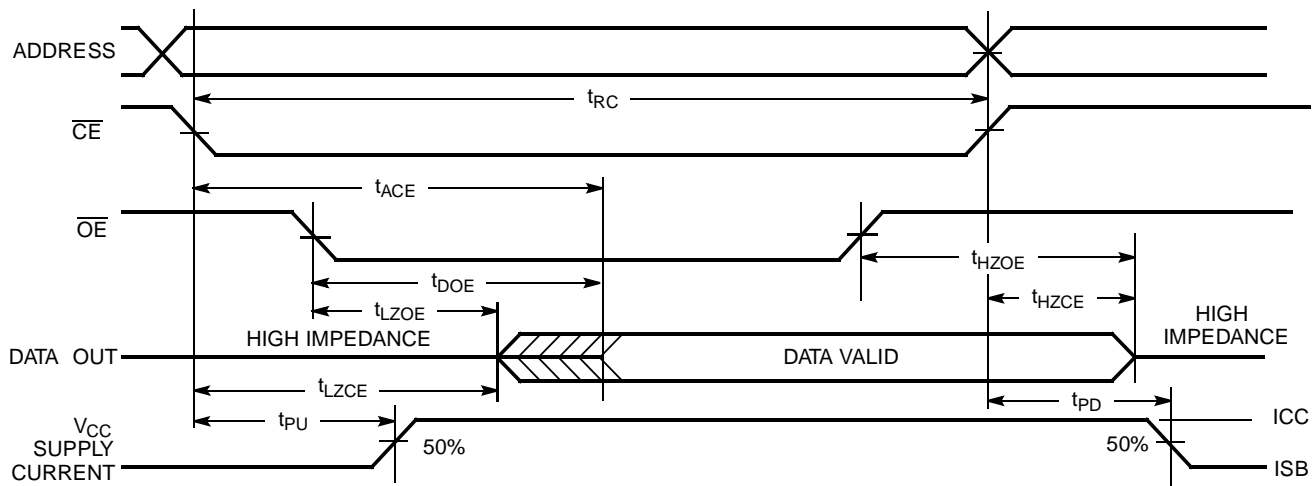 ADDRESS
tRC
CE
tACE
OE
tHZOE
tDOE
tLZOE
tHZCE
HIGH IMPEDANCE
HIGH
IMPEDANCE
DATA OUT
DATA VALID
tLZCE
tPU
tPD
VCC
SUPPLY
CURRENT
50%
50%
ICC
ISB